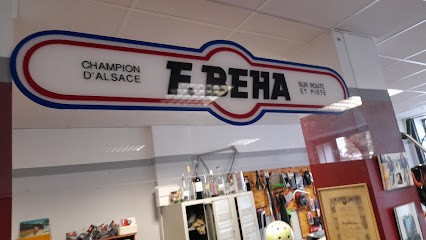 CHAMPION
D'ALSACE
F. BEHA
SUR ROUTE
ET PISTE